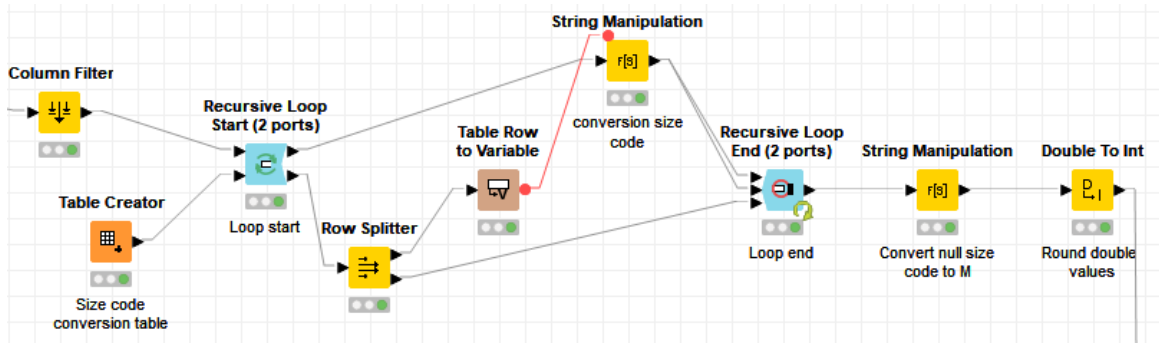 String Manipulation
F[s]
conversion size
code
Column Filter
Recursive Loop
Start (2 ports)
Loop start
Table Creator
Size code
conversion table
Row Splitter
Table Row
to Variable
V
Recursive Loop
End (2 ports)
Loop end
String Manipulation
F[s]
Convert null size
code to M
Double To Int
D
I
Round double
values